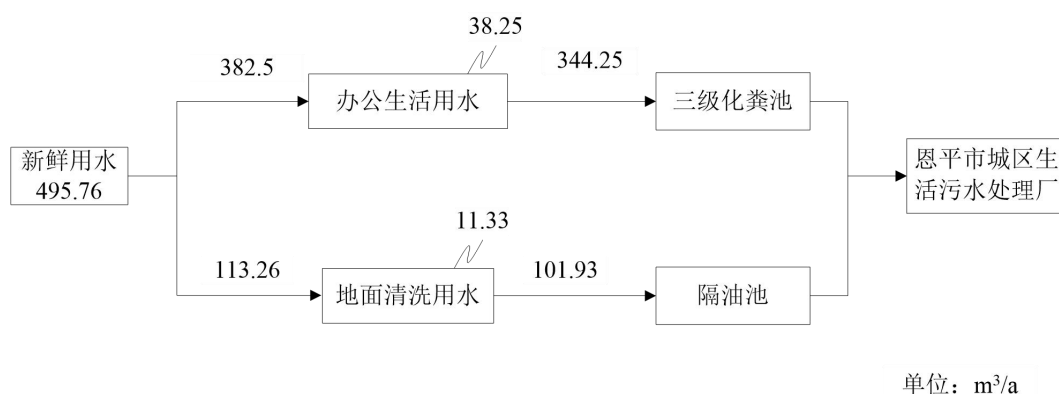 38.25
382.5
344.25
办公生活用水
三级化粪池
新鲜用水
495.76
恩平市城区生
活污水处理厂
11.33
113.26
101.93
地面清洗用水
隔油池
单位：m³/a